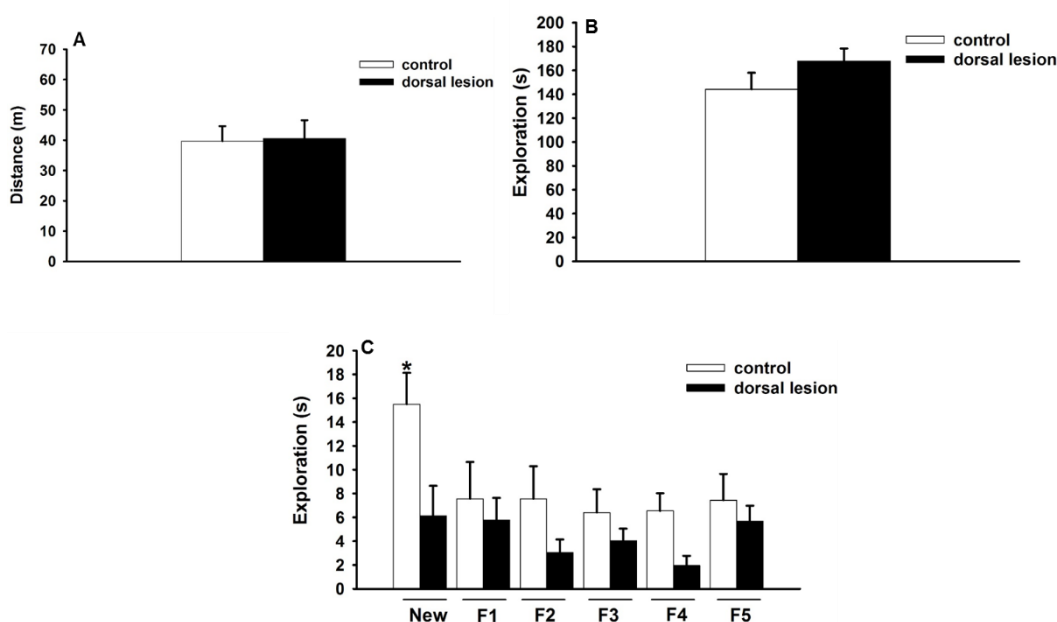 A
70
60
50
40
30
20
10
0
Distance (m)
control
dorsal lesion
B
200
180
160
140
120
100
80
60
40
20
0
Exploration (s)
control
dorsal lesion
C
20
18
16
14
12
10
8
6
4
2
0
Exploration (s)
*
control
dorsal lesion
New F1 F2 F3 F4 F5